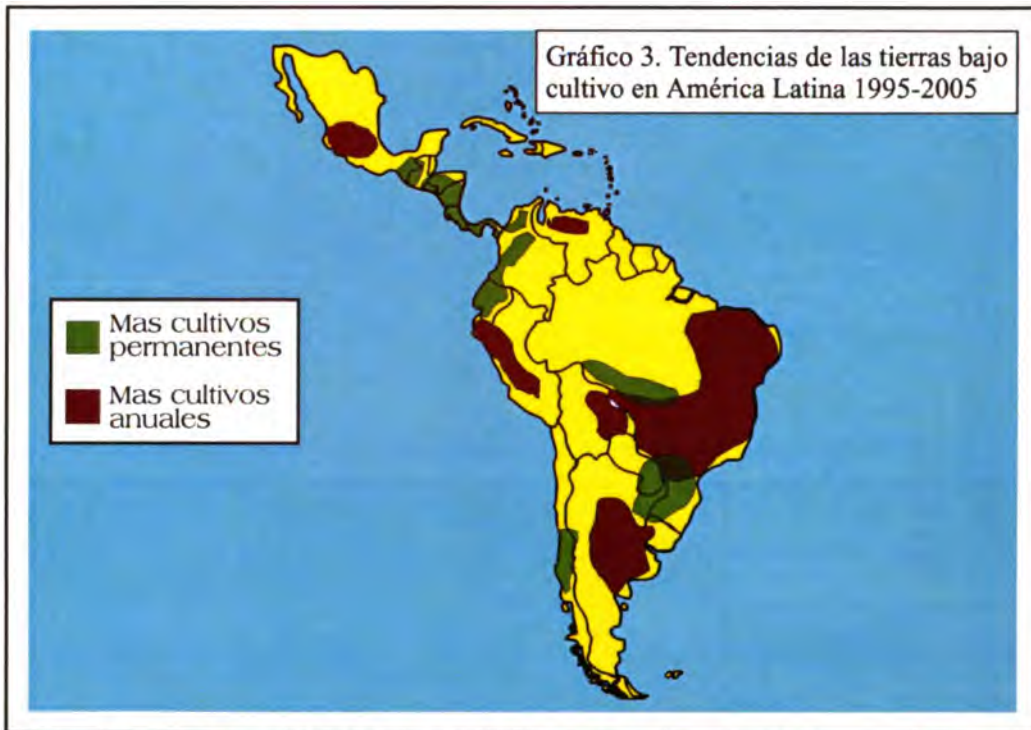 Gráfico 3. Tendencias de las tierras bajo
cultivo en América Latina 1995-2005
Mas cultivos
permanentes
Mas cultivos
anuales